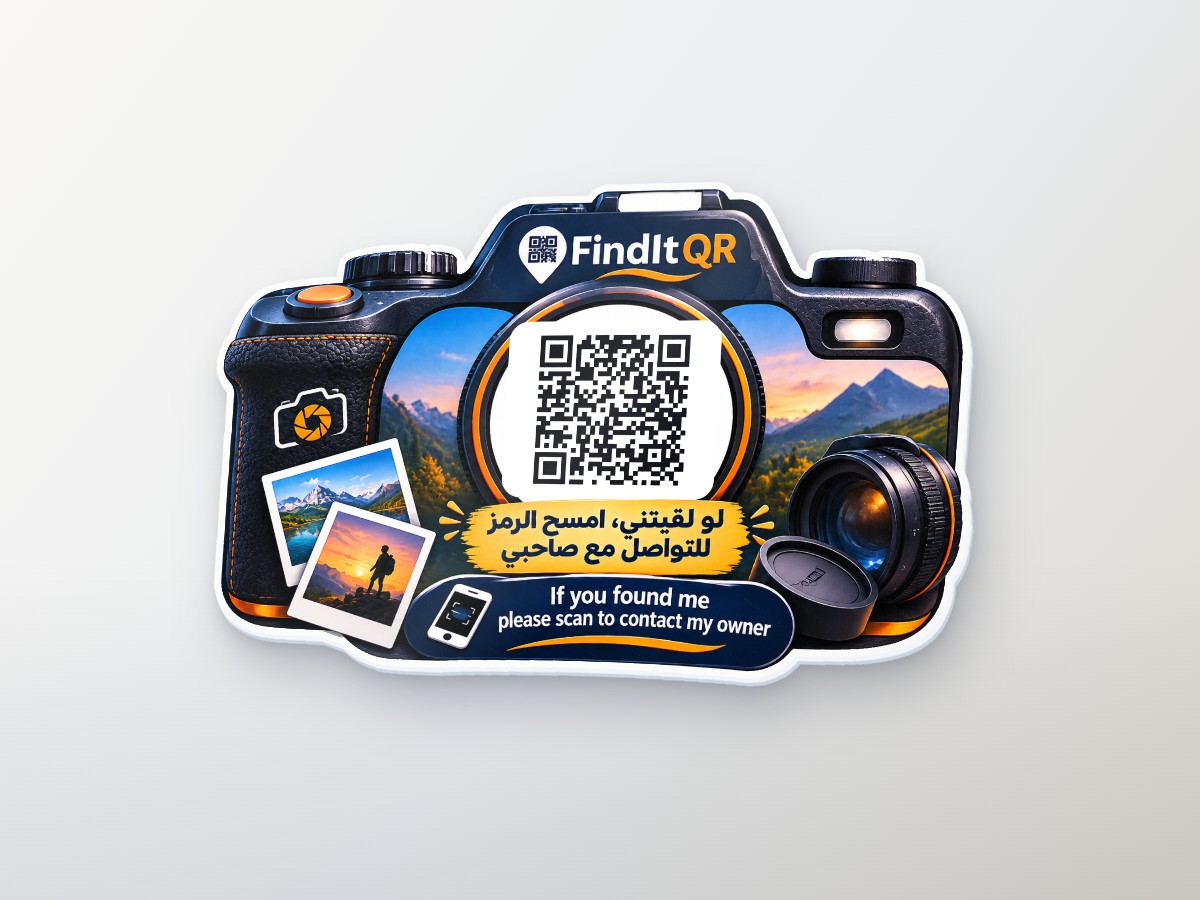 FindIt QR
لو لقيتني، امسح الرمز
للتواصل مع صاحبي
If you found me
please scan to contact my owner